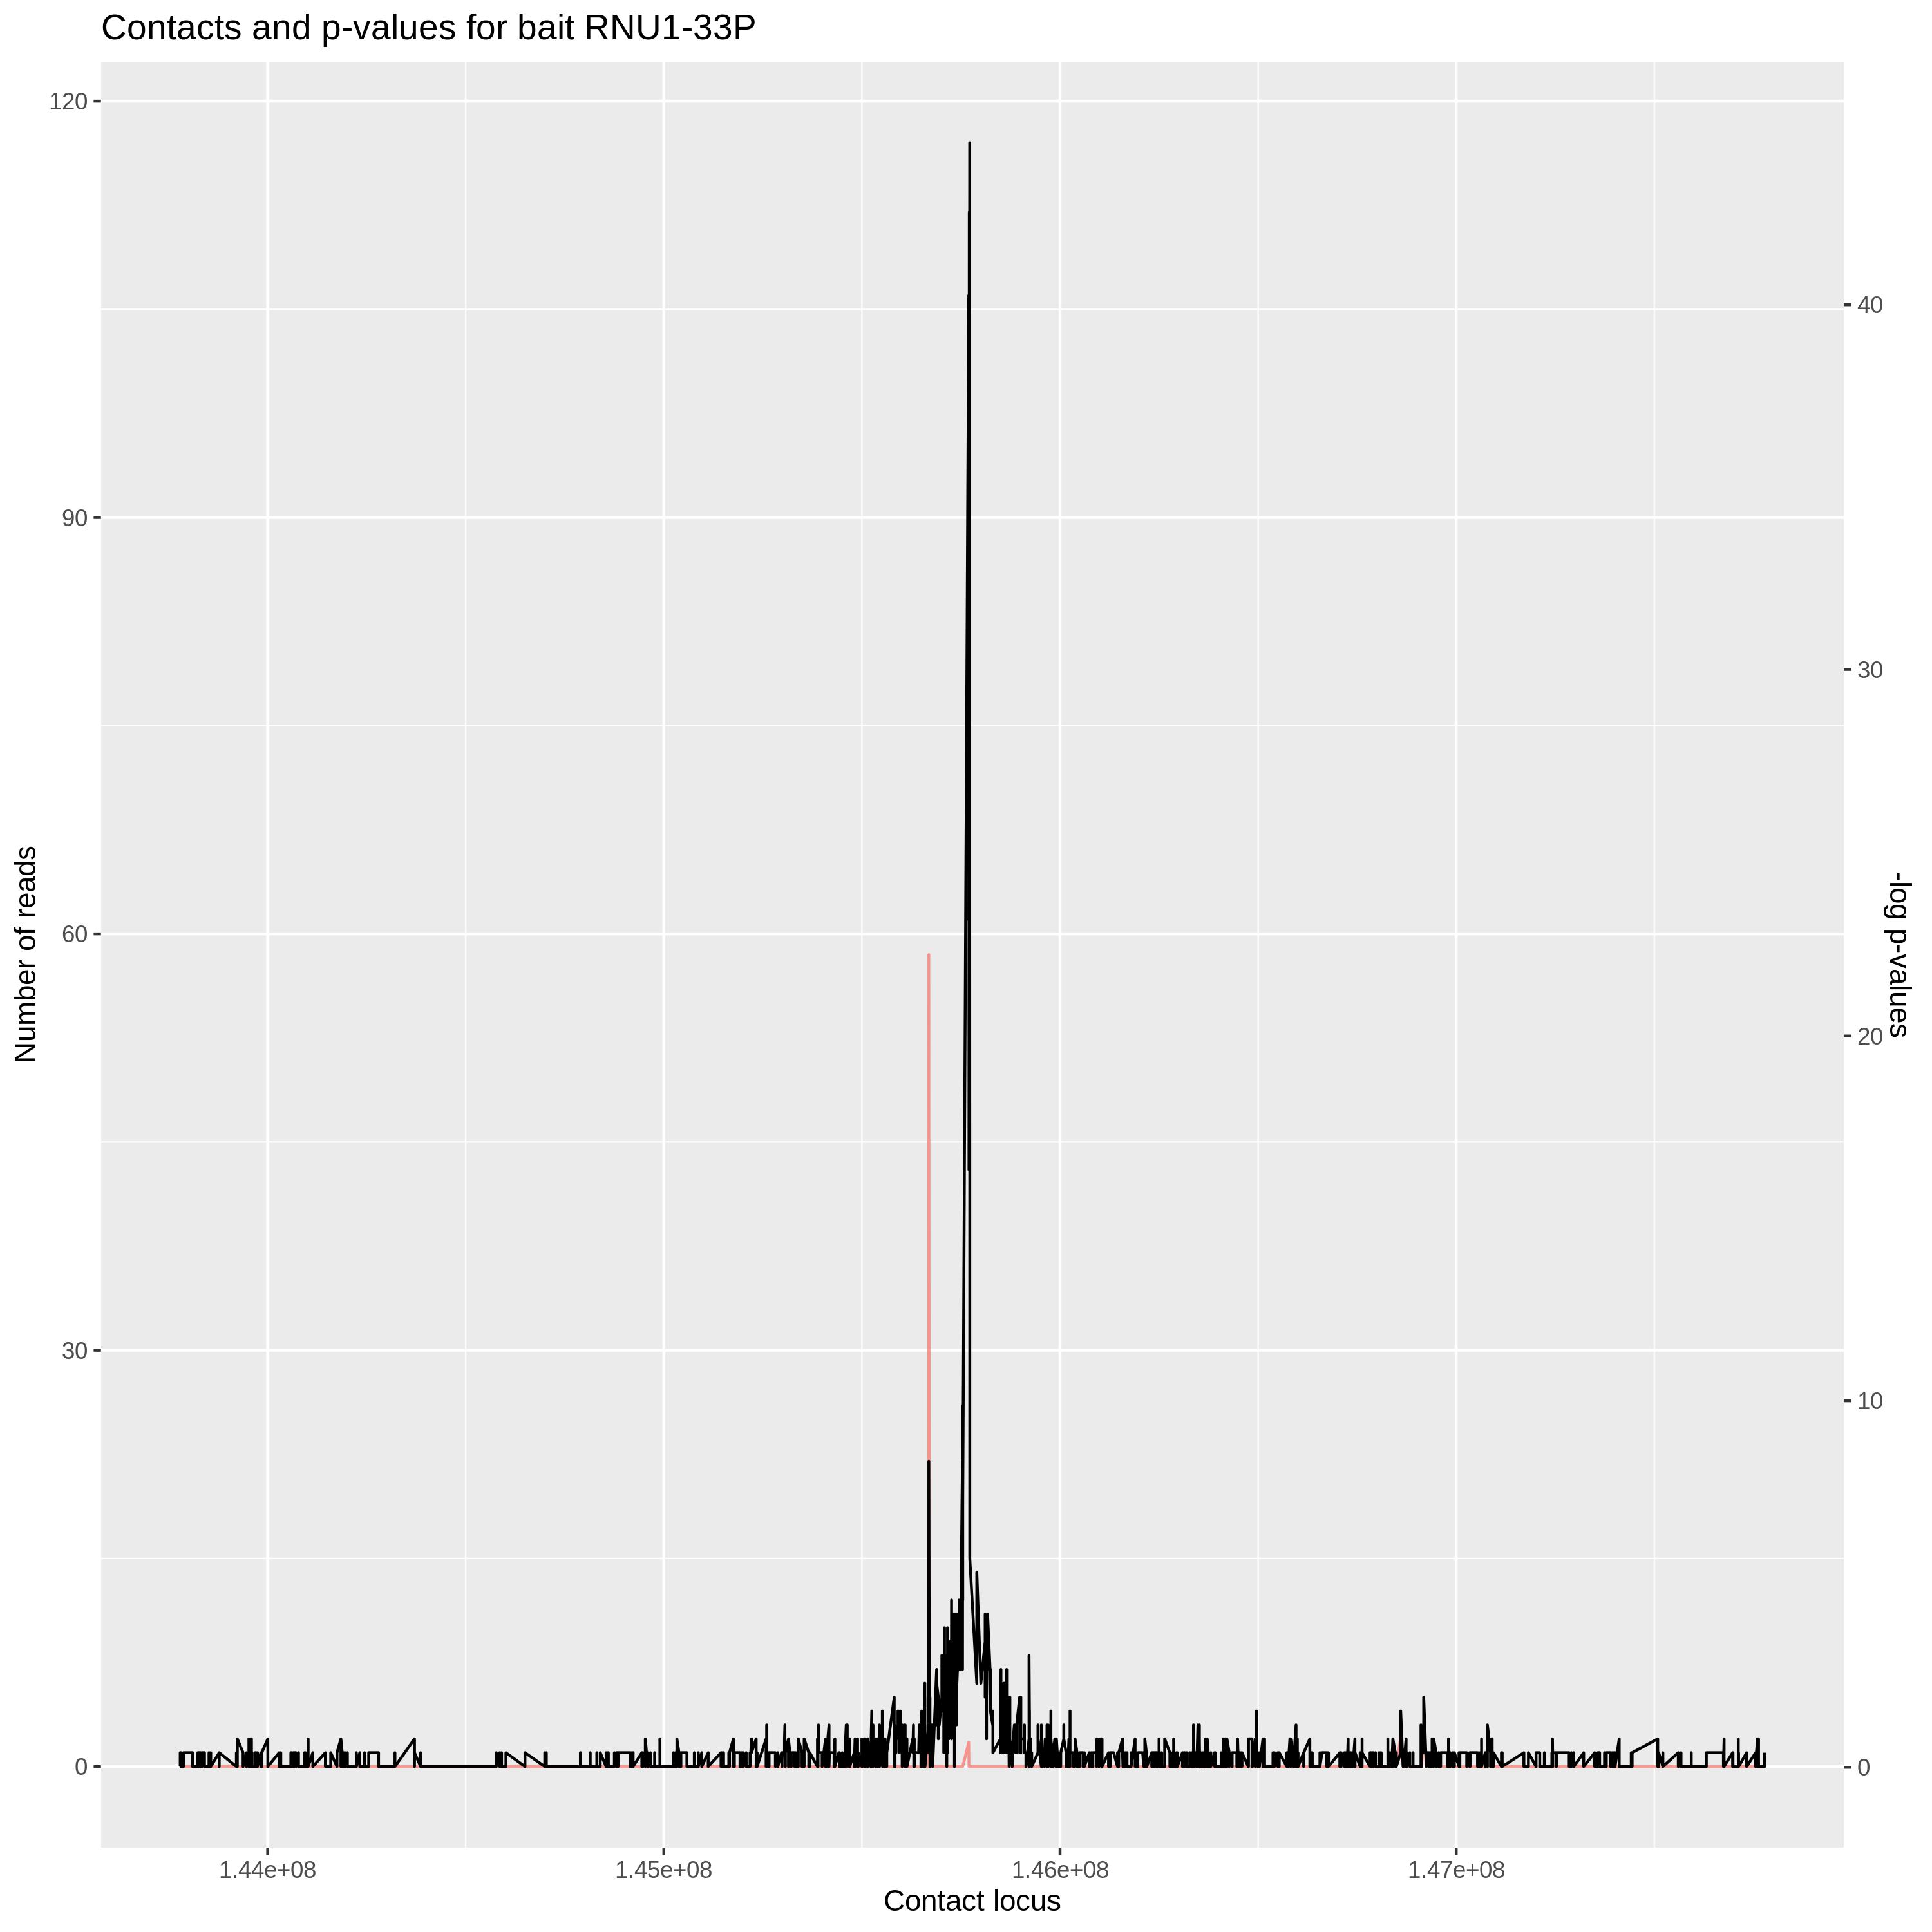 Contacts and p-values for bait RNU1-33P
120
90
60
30
0
Number of reads
40
30
20
10
0
-log p-values
1.44e+08 1.45e+08 1.46e+08 1.47e+08
Contact locus